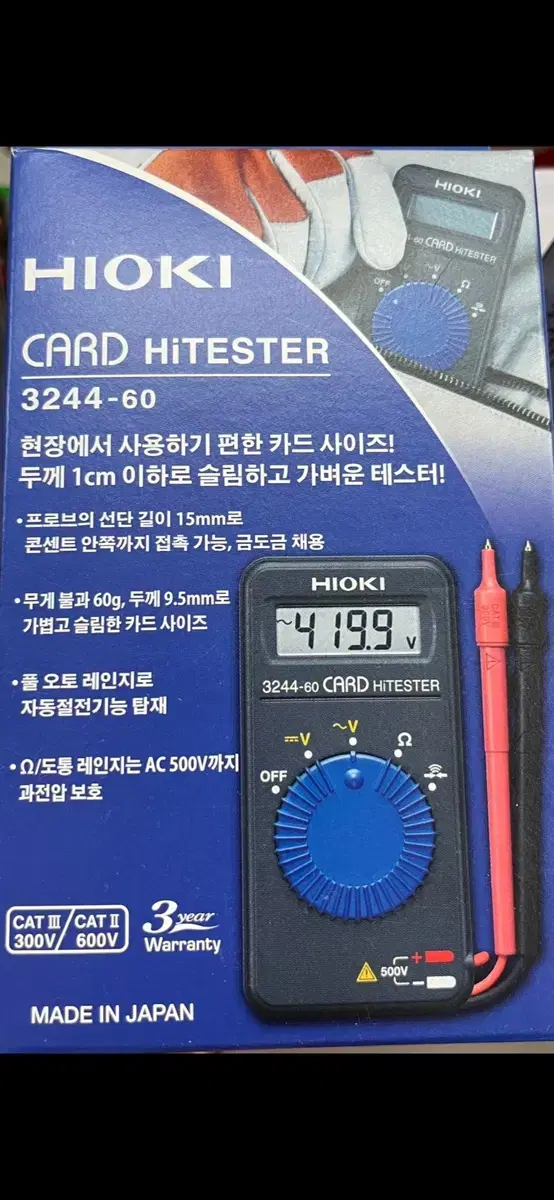 HIOKI
CARD HiTESTER
OFF
~V
Ω
HIOKI
CARD HiTESTER
3244-60
현장에서 사용하기 편한 카드 사이즈!
두께 1cm 이하로 슬림하고 가벼운 테스터!
•프로브의 선단 길이 15mm로
콘센트 안쪽까지 접촉 가능, 금도금 채용
•무게 불과 60g, 두께 9.5mm로
가볍고 슬림한 카드 사이즈
•풀 오토 레인지로
자동절전기능 탑재
•Ω/도통 레인지는 AC 500V까지
과전압 보호
HIOKI
~419.9 V
3244-60 CARD HiTESTER
OFF
⎓V
~V
Ω
+
500V
−
CAT Ⅲ 300V / CAT Ⅱ 600V
3 year
Warranty
MADE IN JAPAN